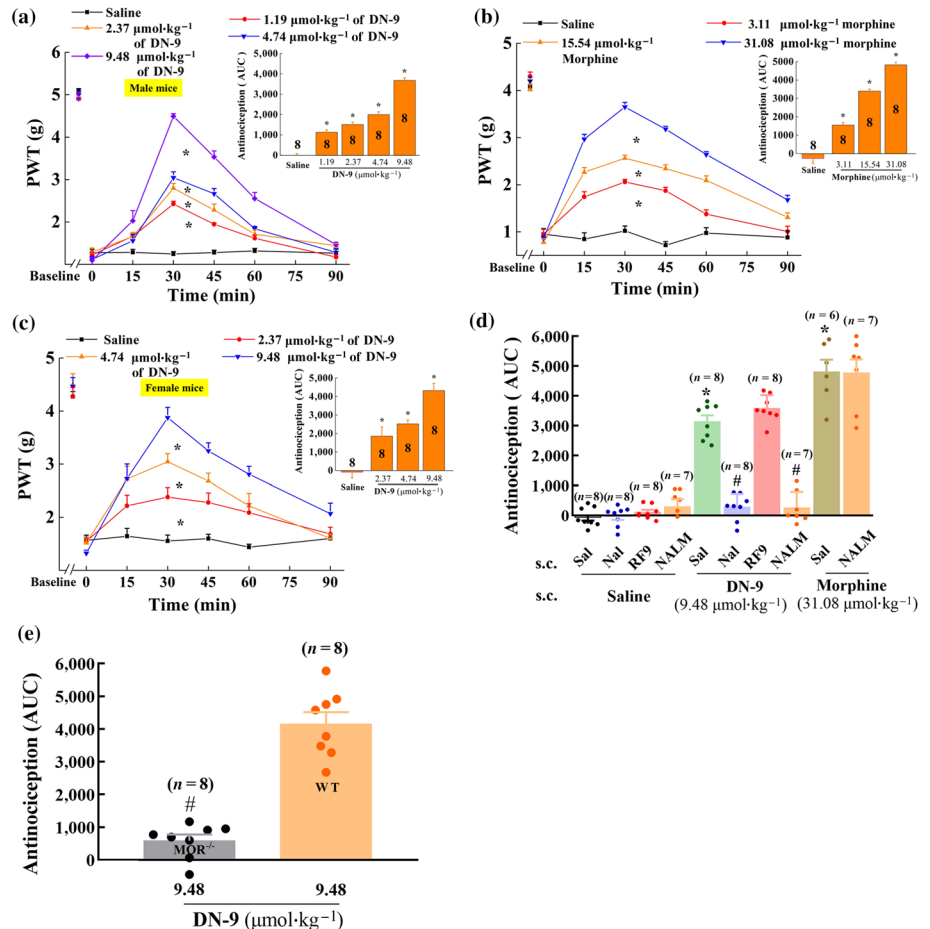 (a)
Saline
2.37 μmol·kg⁻¹
of DN-9
9.48 μmol·kg⁻¹
of DN-9
1.19 μmol·kg⁻¹ of DN-9
4.74 μmol·kg⁻¹ of DN-9
Male mice
PWT (g)
6
5
4
3
2
Baseline
0 15 30 45 60 75 90
Time (min)
*
*
*
*
Antinociception (AUC)
5,000
4,000
3,000
2,000
1,000
0
* * * *
8 8 8 8 8
Saline 1.19 2.37 4.74 9.48
DN-9 (μmol·kg⁻¹)
(b)
Saline
15.54 μmol·kg⁻¹
Morphine
3.11 μmol·kg⁻¹ morphine
31.08 μmol·kg⁻¹ morphine
PWT (g)
5
4
3
2
1
Baseline
0 15 30 45 60 75 90
Time (min)
*
*
*
Antinociception (AUC)
6000
5000
4000
3000
2000
1000
0
* * *
8 8 8 8
Saline 3.11 15.54 31.08
Morphine(μmol·kg⁻¹)
(c)
Saline
4.74 μmol·kg⁻¹
of DN-9
2.37 μmol·kg⁻¹ of DN-9
9.48 μmol·kg⁻¹ of DN-9
Female mice
PWT (g)
5
4
3
2
Baseline
0 15 30 45 60 75 90
Time (min)
*
*
*
Antinociception (AUC)
5,000
4,000
3,000
2,000
1,000
0
* * *
8 8 8 8
Saline 2.37 4.74 9.48
DN-9 (μmol·kg⁻¹)
(d)
Antinociception ( AUC)
6,000
5,000
4,000
3,000
2,000
1,000
0
(n=8) (n=8) (n = 8) (n = 7) (n = 8) (n = 8) (n = 8) (n = 7) (n = 6) (n = 7)
* # # *
s.c. Sal Nal RF9 NALM Sal Nal RF9 NALM Sal NALM
s.c. Saline DN-9 Morphine
(9.48 μmol·kg⁻¹) (31.08 μmol·kg⁻¹)
(e)
Antinociception ( AUC)
6,000
5,000
4,000
3,000
2,000
1,000
0
(n = 8)
(n = 8)
#
WT
MOR⁻/⁻
9.48 9.48
DN-9 (μmol·kg⁻¹)